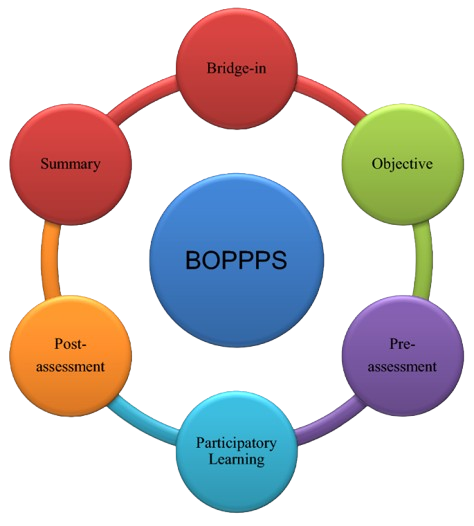 Bridge-in
Objective
Pre-
assessment
Participatory
Learning
Post-
assessment
Summary
BOPPPS